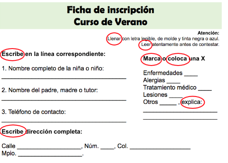 Ficha de inscripción
Curso de Verano
Atención:
Llenar con letra legible, de molde y tinta negra o azul.
Lee atentamente antes de contestar
Escribe en la línea correspondiente:
1. Nombre completo de la niña o niño:
2. Nombre del padre, madre o tutor:
3. Teléfono de contacto:
Marca o coloca una X
Enfermedades ____
Alergias ____
Tratamiento médico ____
Lesiones ____
Otros ____, explica:
Escribe dirección completa:
Calle ____________, Núm. ____, Col. ____________
Mpio. ____________.